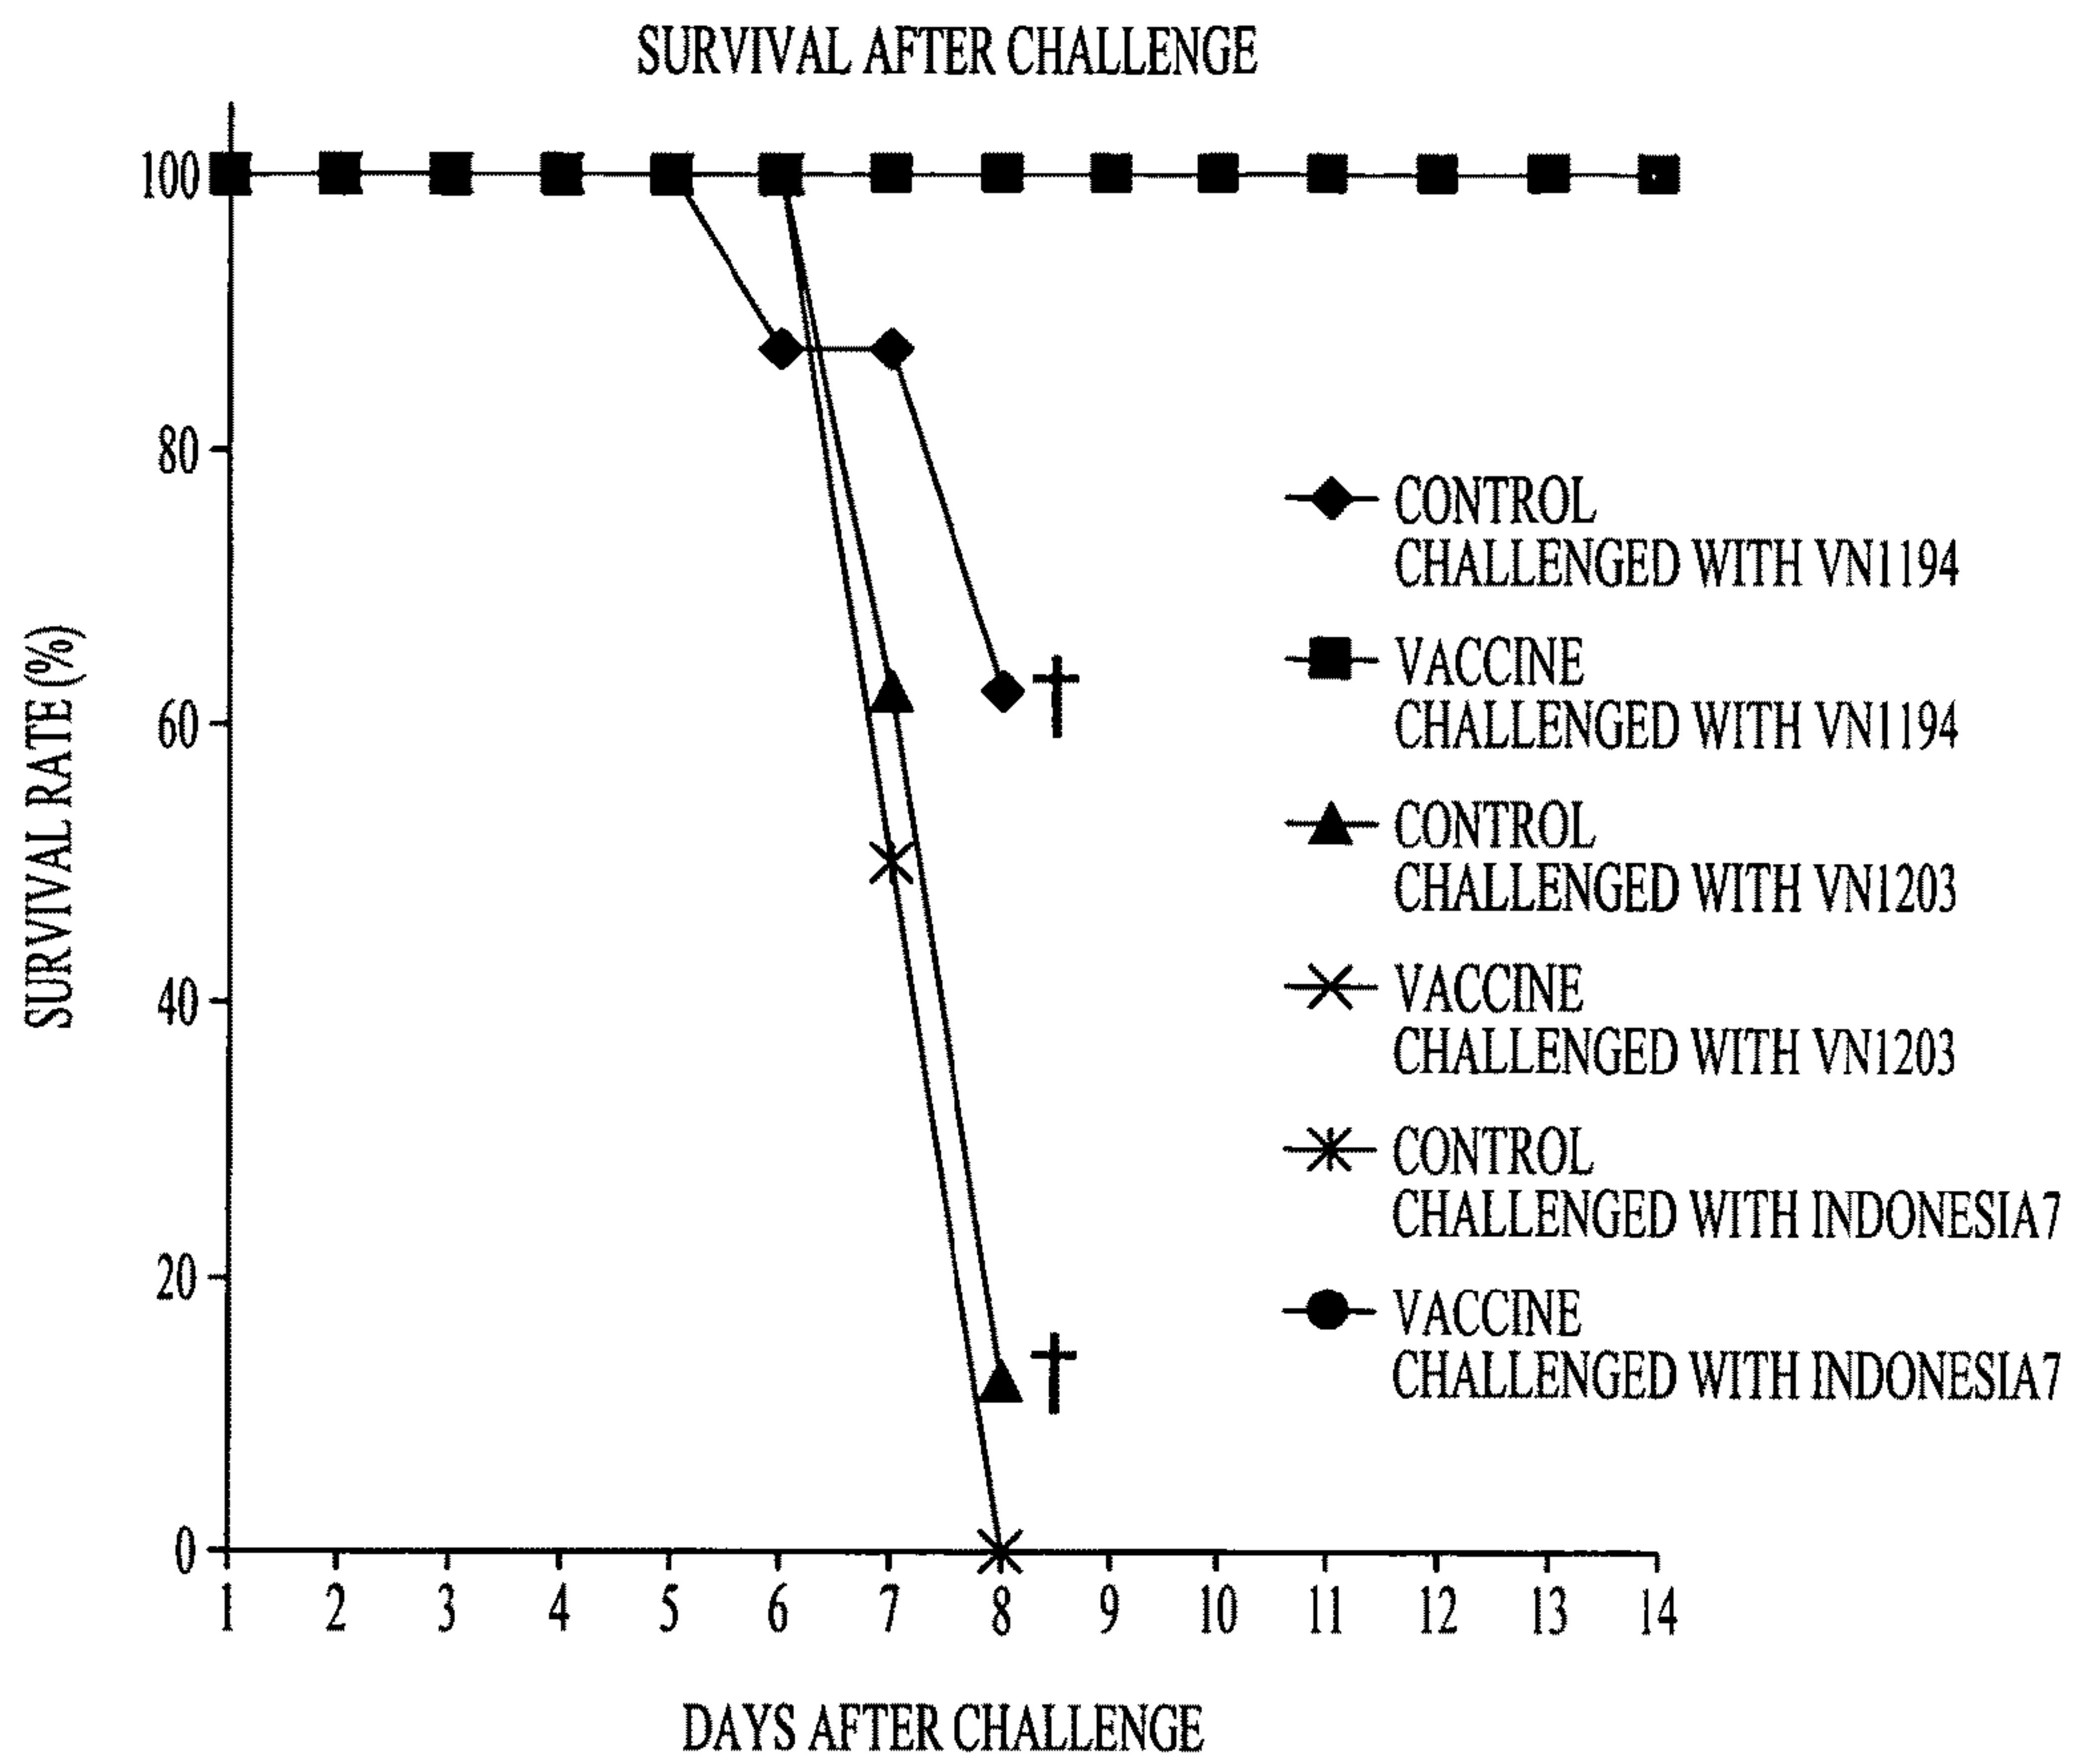 SURVIVAL AFTER CHALLENGE
100
80
60
40
20
0
SURVIVAL RATE (%)
1 2 3 4 5 6 7 8 9 10 11 12 13 14
DAYS AFTER CHALLENGE
CONTROL
CHALLENGED WITH VN1194
VACCINE
CHALLENGED WITH VN1194
CONTROL
CHALLENGED WITH VN1203
VACCINE
CHALLENGED WITH VN1203
CONTROL
CHALLENGED WITH INDONESIA7
VACCINE
CHALLENGED WITH INDONESIA7
†
†